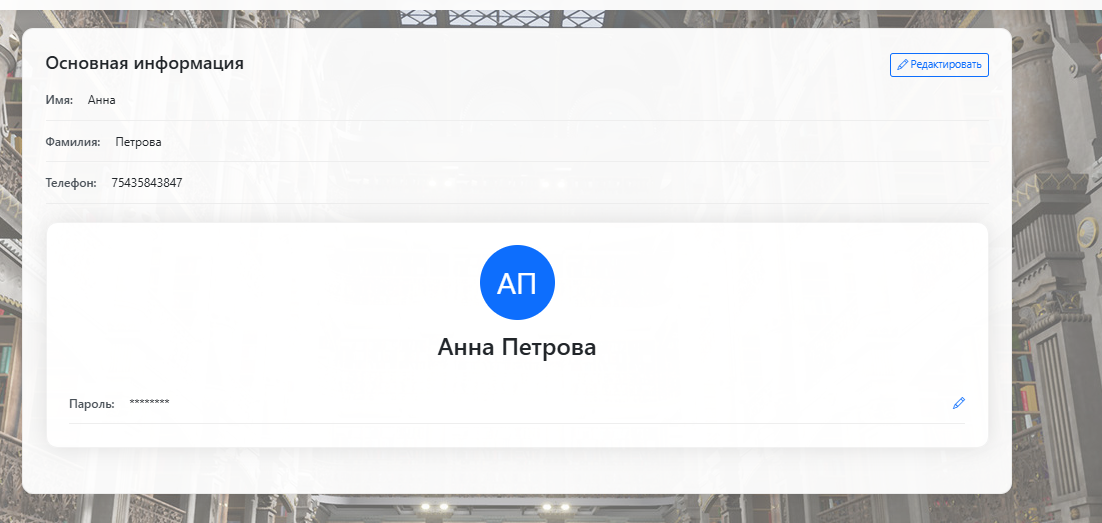 Основная информация
Редактировать
Имя: Анна
Фамилия: Петрова
Телефон: 75435843847
АП
Анна Петрова
Пароль: ********